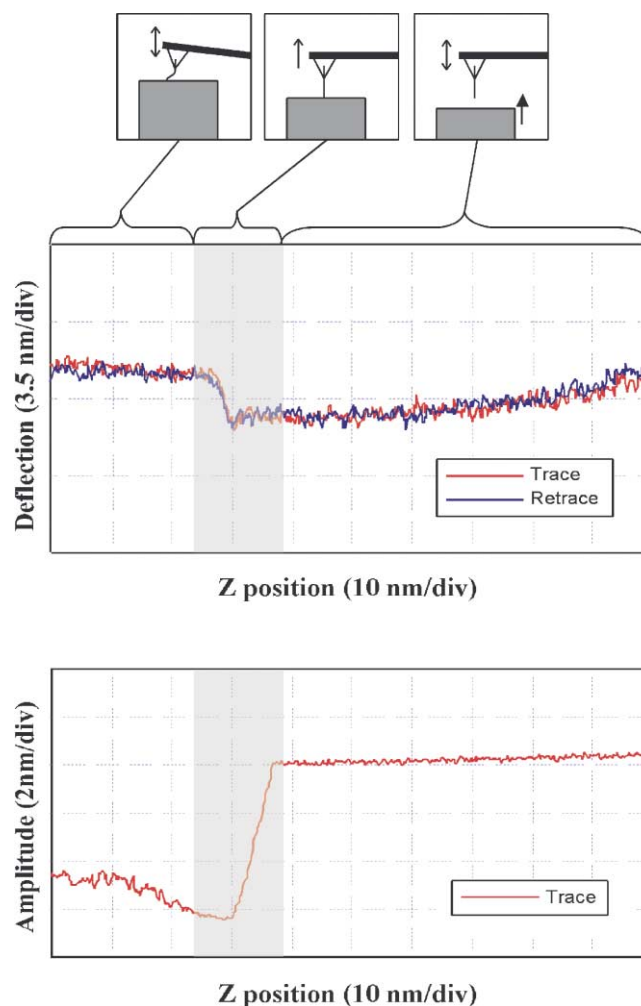 Deflection (3.5 nm/div)
Trace
Retrace
Z position (10 nm/div)
Amplitude (2nm/div)
Trace
Z position (10 nm/div)